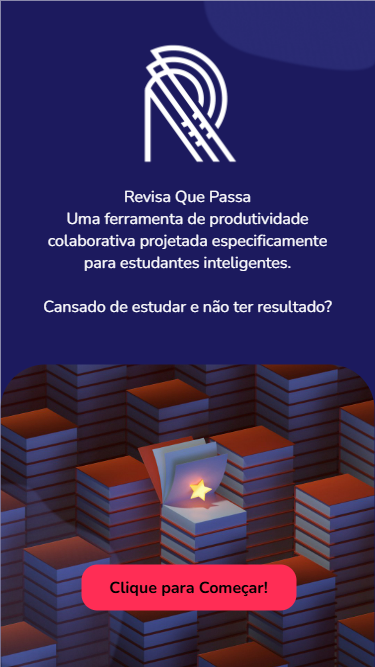 Revisa Que Passa
Uma ferramenta de produtividade
colaborativa projetada especificamente
para estudantes inteligentes.
Cansado de estudar e não ter resultado?
Clique para Começar!